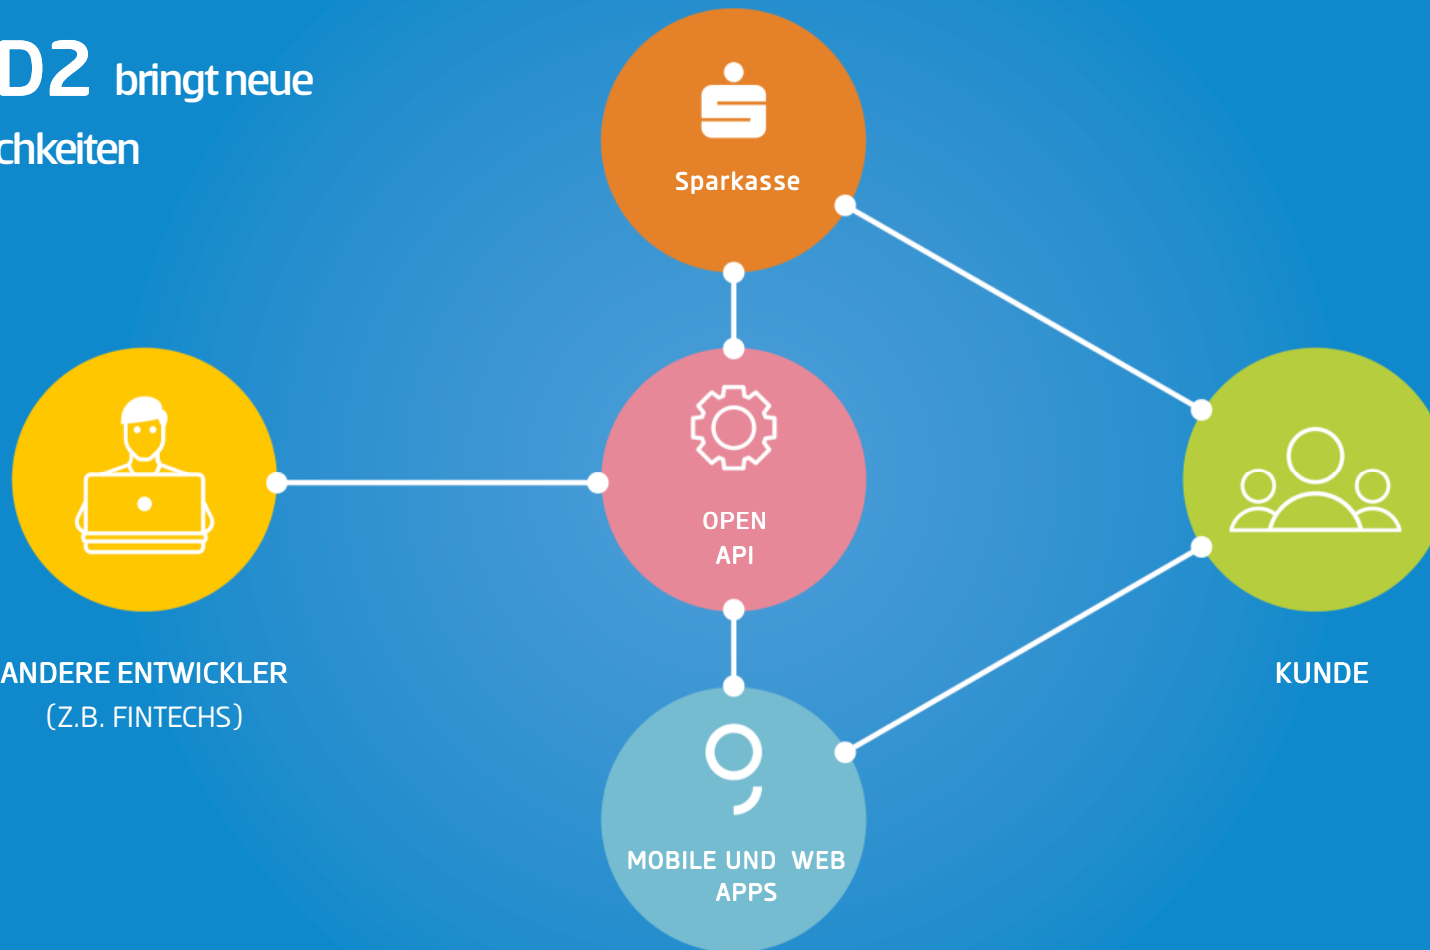 D2 bringt neue
chkeiten
Sparkasse
OPEN
API
ANDERE ENTWICKLER
(Z.B. FINTECHS)
KUNDE
MOBILE UND WEB
APPS